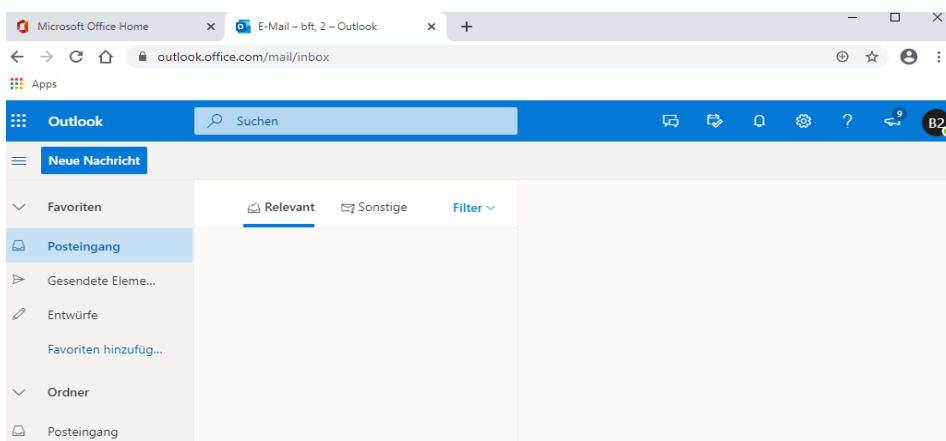 Microsoft Office Home
E-Mail – bft, 2 – Outlook
outlook.office.com/mail/inbox
Apps
Outlook
Suchen
9
B2
Neue Nachricht
Favoriten
Relevant
Sonstige
Filter
Posteingang
Gesendete Eleme...
Entwürfe
Favoriten hinzufüg...
Ordner
Posteingang